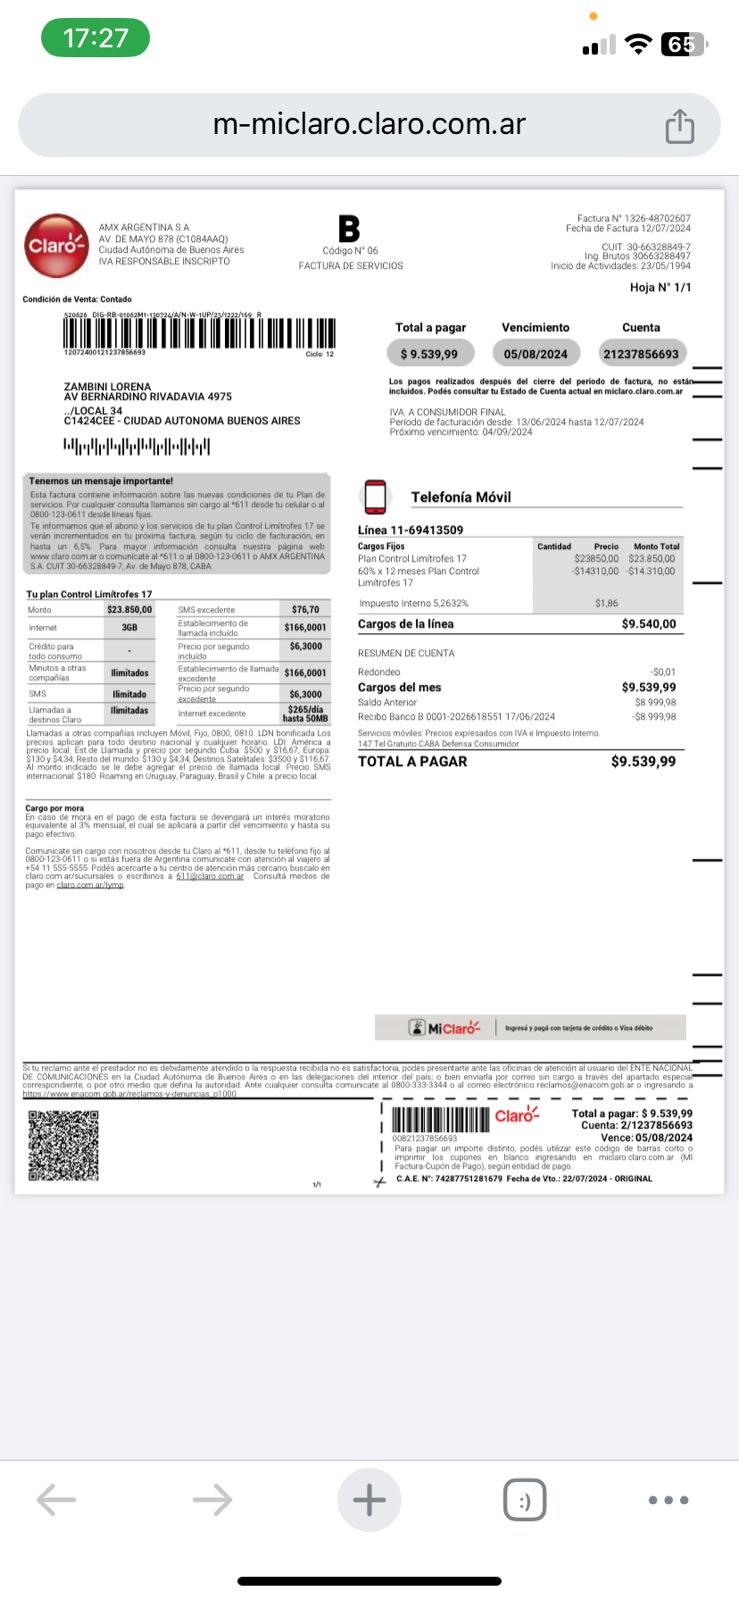 17:27
65
m-miclaro.claro.com.ar
Claro-
AMX ARGENTINA S.A.
AV. DE MAYO 878 (C1084AAQ)
Ciudad Autónoma de Buenos Aires
IVA RESPONSABLE INSCRIPTO
B
Código N° 06
FACTURA DE SERVICIOS
Factura N° 1326-48702607
Fecha de Factura 12/07/2024
CUIT: 30-66328849-7
Ing. Brutos 30663288497
Inicio de Actividades: 23/05/1994
Hoja N° 1/1
Condición de Venta: Contado
520626 DIG-RB-01062M1-130724/A/N-W-1UP/23/1222/169 R
12072400121237856693
Ciclo: 12
Total a pagar
Vencimiento
Cuenta
$ 9.539,99
05/08/2024
21237856693
Los pagos realizados después del cierre del periodo de factura, no están
incluidos. Podés consultar tu Estado de Cuenta actual en miclaro.claro.com.ar
IVA: A CONSUMIDOR FINAL
Período de facturación desde: 13/06/2024 hasta 12/07/2024
Próximo vencimiento: 04/09/2024
ZAMBINI LORENA
AV BERNARDINO RIVADAVIA 4975
../LOCAL 34
C1424CEE - CIUDAD AUTONOMA BUENOS AIRES
Tenemos un mensaje importante!
Esta factura contiene información sobre las nuevas condiciones de tu Plan de
servicios. Por cualquier consulta llamanos sin cargo al *611 desde tu celular o al
0800-123-0611 desde líneas fijas.
Te informamos que el abono y los servicios de tu plan Control Limítrofes 17 se
verán incrementados en tu próxima factura, según tu ciclo de facturación, en
hasta un 6,5%. Para mayor información consulta nuestra página web
www.claro.com.ar o comunicate al *611 o al 0800-123-0611 o AMX ARGENTINA
S.A. CUIT 30-66328849-7, Av. de Mayo 878, CABA.
Tu plan Control Limítrofes 17
Monto $23.850,00 SMS excedente $76,70
Internet 3GB Establecimiento de llamada incluído $166,0001
Crédito para todo consumo - Precio por segundo incluído $6,3000
Minutos a otras compañías Ilimitados Establecimiento de llamada excedente $166,0001
SMS Ilimitado Precio por segundo excedente $6,3000
Llamadas a destinos Claro Ilimitadas Internet excedente $265/día hasta 50MB
Llamadas a otras compañías incluyen Móvil, Fijo, 0800, 0810. LDN bonificada Los
precios aplican para todo destino nacional y cualquier horario. LDI: América a
precio local. Est de Llamada y precio por segundo Cuba: $500 y $16,67; Europa:
$130 y $4,34; Resto del mundo: $130 y $4,34; Destinos Satelitales: $3500 y $116,67.
Al monto indicado se le debe agregar el precio de llamada local. Precio SMS
internacional: $180. Roaming en Uruguay, Paraguay, Brasil y Chile: a precio local.
Cargo por mora
En caso de mora en el pago de esta factura se devengará un interés moratorio
equivalente al 3% mensual, el cual se aplicará a partir del vencimiento y hasta su
pago efectivo.
Comunicate sin cargo con nosotros desde tu Claro al *611, desde tu teléfono fijo al
0800-123-0611 o si estás fuera de Argentina comunicate con atención al viajero al
+54 11 555-5555. Podés acercarte a tu centro de atención más cercano, buscalo en
claro.com.ar/sucursales o escribinos a 611@claro.com.ar . Consultá medios de
pago en claro.com.ar/lymp.
Telefonía Móvil
Línea 11-69413509
Cargos Fijos Cantidad Precio Monto Total
Plan Control Limítrofes 17 $23850,00 $23.850,00
60% x 12 meses Plan Control -$14310,00 -$14.310,00
Limítrofes 17
Impuesto Interno 5,2632% $1,86
Cargos de la línea $9.540,00
RESUMEN DE CUENTA
Redondeo -$0,01
Cargos del mes $9.539,99
Saldo Anterior $8.999,98
Recibo Banco B 0001-2026618551 17/06/2024 -$8.999,98
Servicios móviles: Precios expresados con IVA e Impuesto Interno.
147 Tel Gratuito CABA Defensa Consumidor
TOTAL A PAGAR $9.539,99
MiClaro-
Ingresá y pagá con tarjeta de crédito o Visa débito
Si tu reclamo ante el prestador no es debidamente atendido o la respuesta recibida no es satisfactoria, podés presentarte ante las oficinas de atención al usuario del ENTE NACIONAL
DE COMUNICACIONES en la Ciudad Autónoma de Buenos Aires o en las delegaciones del interior del país; o bien enviarla por correo sin cargo a través del apartado especial
correspondiente, o por otro medio que defina la autoridad. Ante cualquier consulta comunicate al 0800-333-3344 o al correo electrónico reclamos@enacom.gob.ar o ingresando a
https://www.enacom.gob.ar/reclamos-y-denuncias_p1000.
1/1
00821237856693
Claro-
Total a pagar: $ 9.539,99
Cuenta: 2/1237856693
Vence: 05/08/2024
Para pagar un importe distinto, podés utilizar este código de barras corto o
imprimir los cupones en blanco ingresando en miclaro.claro.com.ar (MI
Factura-Cupón de Pago), según entidad de pago.
C.A.E. N°: 74287751281679 Fecha de Vto.: 22/07/2024 - ORIGINAL
:)